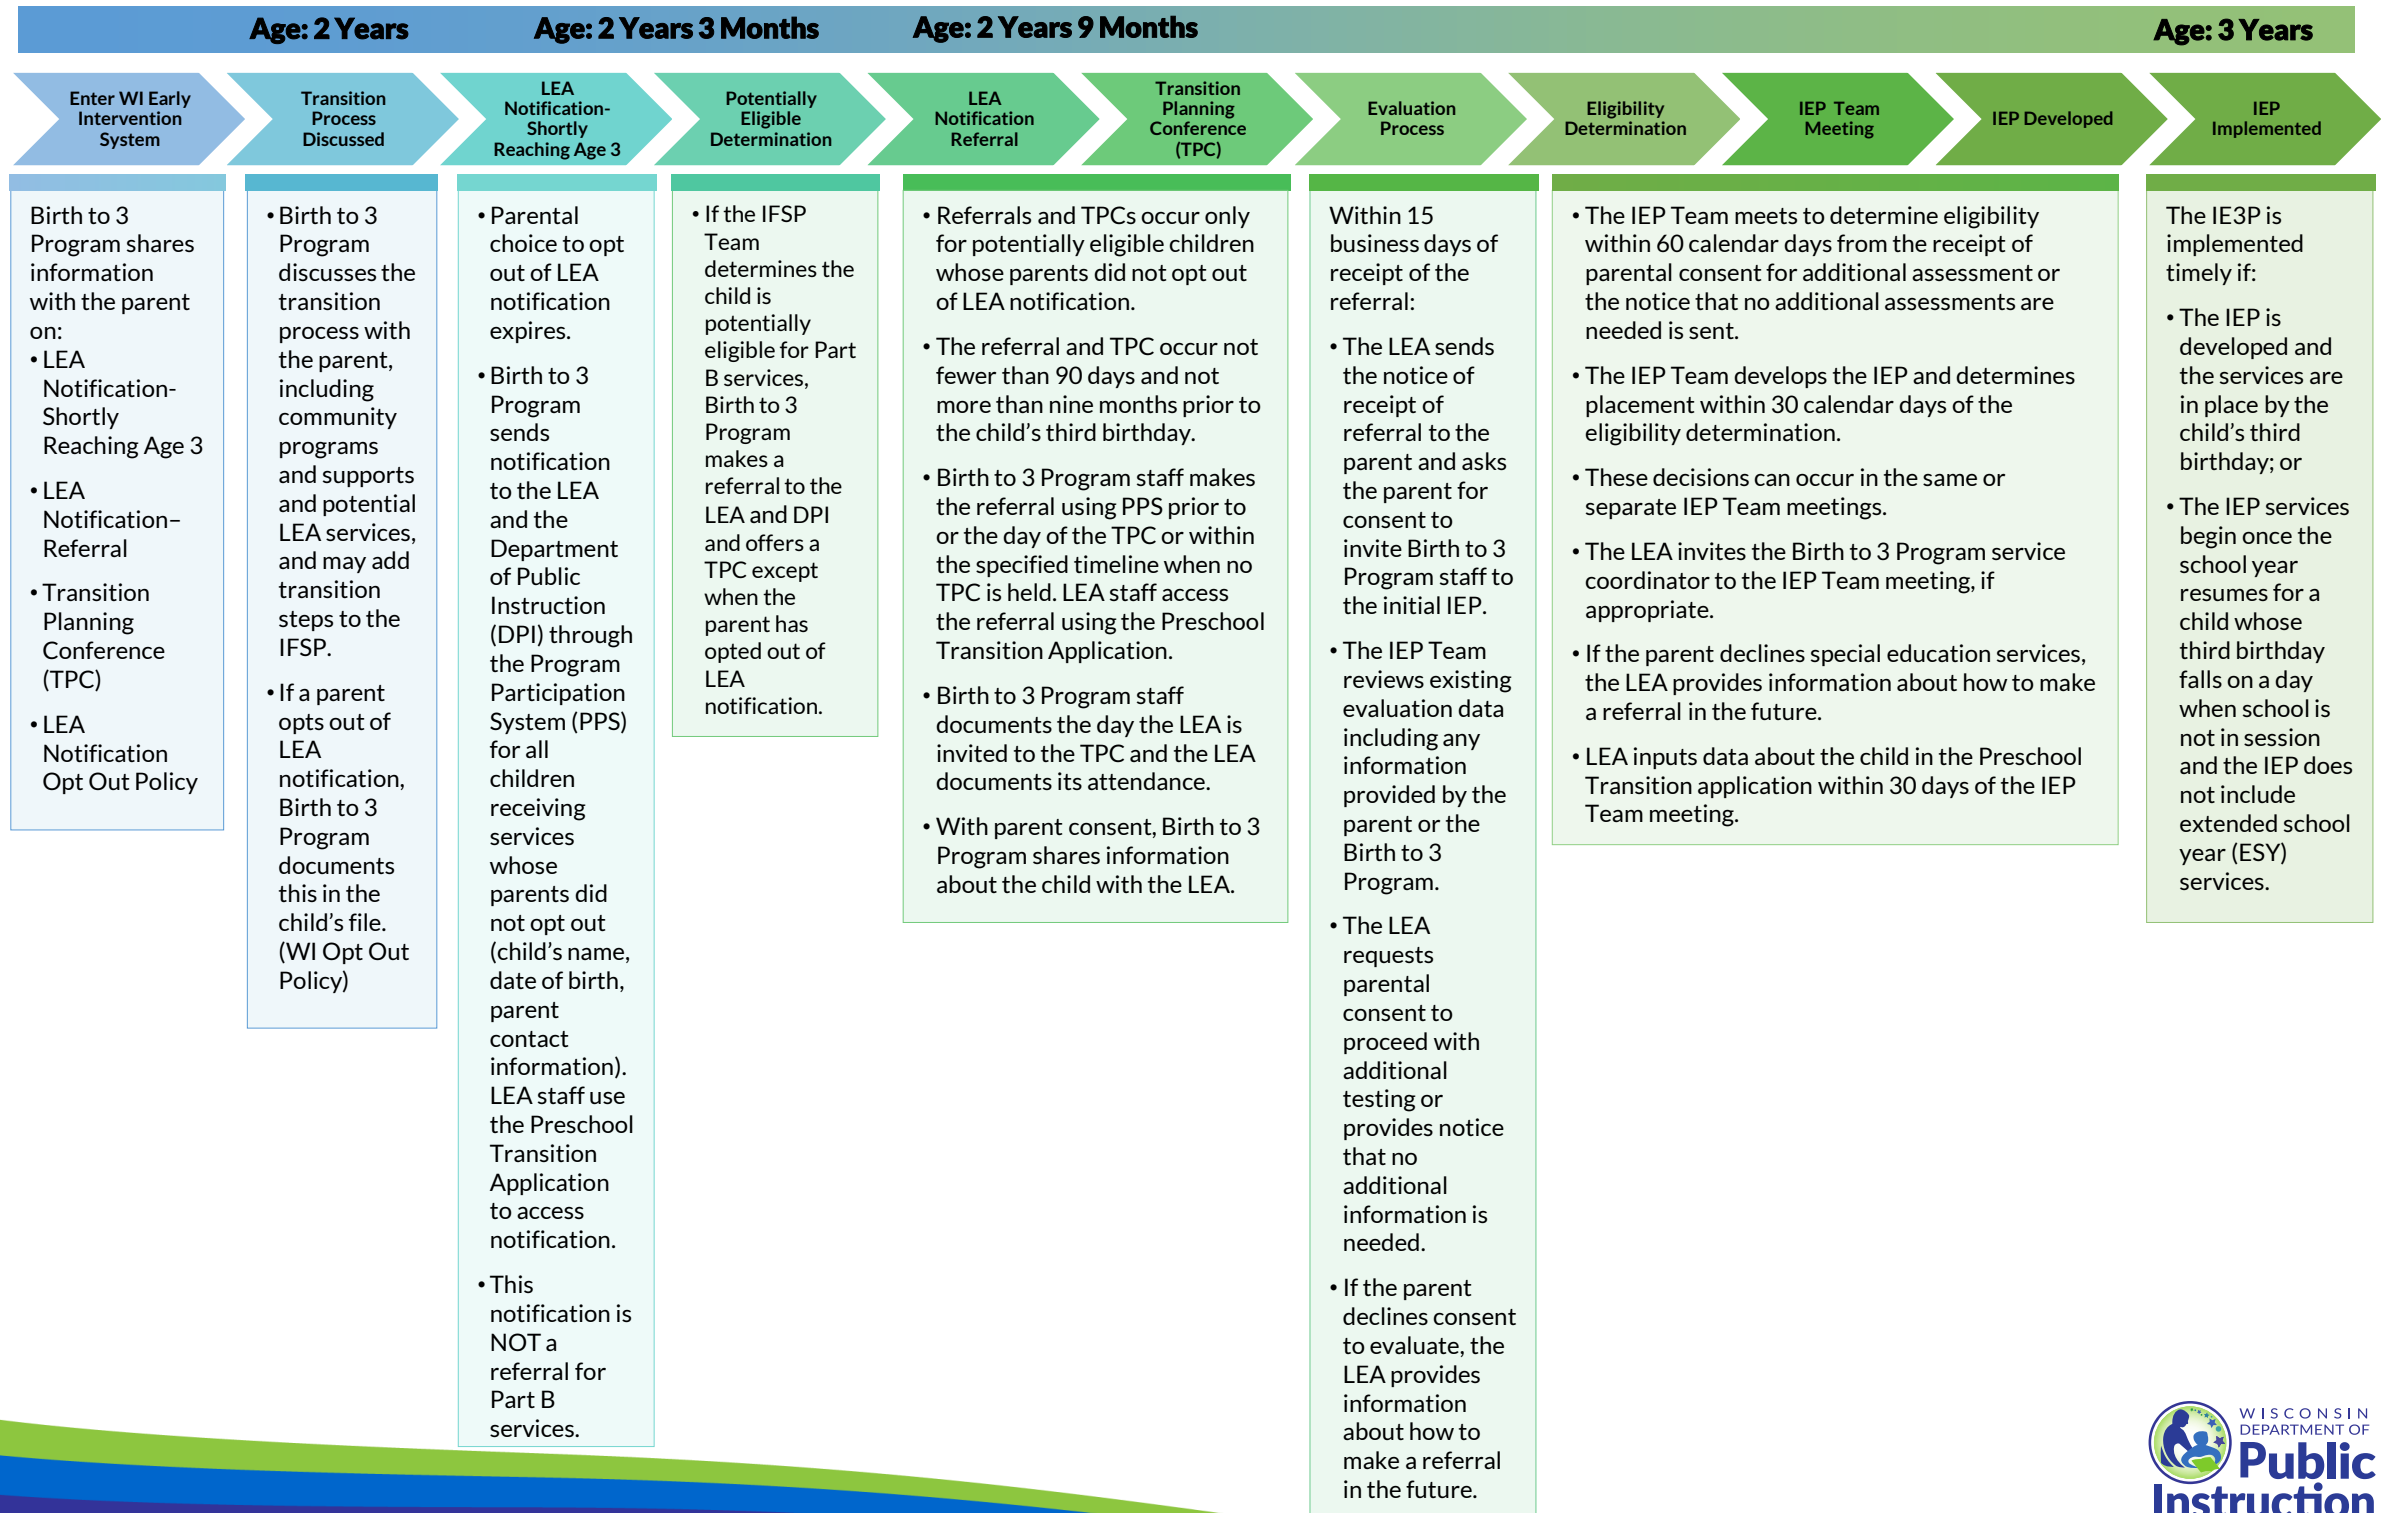 Age: 2 Years
Age: 2 Years 3 Months
Age: 2 Years 9 Months
Age: 3 Years
Enter WI Early
Intervention
System
Transition
Process
Discussed
LEA
Notification-
Shortly
Reaching Age 3
Potentially
Eligible
Determination
LEA
Notification
Referral
Transition
Planning
Conference
(TPC)
Evaluation
Process
Eligibility
Determination
IEP Team
Meeting
IEP Developed
IEP
Implemented
Birth to 3
Program shares
information
with the parent
on:
• LEA
Notification-
Shortly
Reaching Age 3
• LEA
Notification–
Referral
• Transition
Planning
Conference
(TPC)
• LEA
Notification
Opt Out Policy
• Birth to 3
Program
discusses the
transition
process with
the parent,
including
community
programs
and supports
and potential
LEA services,
and may add
transition
steps to the
IFSP.
• If a parent
opts out of
LEA
notification,
Birth to 3
Program
documents
this in the
child's file.
(WI Opt Out
Policy)
• Parental
choice to opt
out of LEA
notification
expires.
• Birth to 3
Program
sends
notification
to the LEA
and the
Department
of Public
Instruction
(DPI) through
the Program
Participation
System (PPS)
for all
children
receiving
services
whose
parents did
not opt out
(child's name,
date of birth,
parent
contact
information).
LEA staff use
the Preschool
Transition
Application
to access
notification.
• This
notification is
NOT a
referral for
Part B
services.
• If the IFSP
Team
determines the
child is
potentially
eligible for Part
B services,
Birth to 3
Program
makes a
referral to the
LEA and DPI
and offers a
TPC except
when the
parent has
opted out of
LEA
notification.
• Referrals and TPCs occur only
for potentially eligible children
whose parents did not opt out
of LEA notification.
• The referral and TPC occur not
fewer than 90 days and not
more than nine months prior to
the child's third birthday.
• Birth to 3 Program staff makes
the referral using PPS prior to
or the day of the TPC or within
the specified timeline when no
TPC is held. LEA staff access
the referral using the Preschool
Transition Application.
• Birth to 3 Program staff
documents the day the LEA is
invited to the TPC and the LEA
documents its attendance.
• With parent consent, Birth to 3
Program shares information
about the child with the LEA.
Within 15
business days of
receipt of the
referral:
• The LEA sends
the notice of
receipt of
referral to the
parent and asks
the parent for
consent to
invite Birth to 3
Program staff to
the initial IEP.
• The IEP Team
reviews existing
evaluation data
including any
information
provided by the
parent or the
Birth to 3
Program.
• The LEA
requests
parental
consent to
proceed with
additional
testing or
provides notice
that no
additional
information is
needed.
• If the parent
declines consent
to evaluate, the
LEA provides
information
about how to
make a referral
in the future.
• The IEP Team meets to determine eligibility
within 60 calendar days from the receipt of
parental consent for additional assessment or
the notice that no additional assessments are
needed is sent.
• The IEP Team develops the IEP and determines
placement within 30 calendar days of the
eligibility determination.
• These decisions can occur in the same or
separate IEP Team meetings.
• The LEA invites the Birth to 3 Program service
coordinator to the IEP Team meeting, if
appropriate.
• If the parent declines special education services,
the LEA provides information about how to make
a referral in the future.
• LEA inputs data about the child in the Preschool
Transition application within 30 days of the IEP
Team meeting.
The IE3P is
implemented
timely if:
• The IEP is
developed and
the services are
in place by the
child's third
birthday; or
• The IEP services
begin once the
school year
resumes for a
child whose
third birthday
falls on a day
when school is
not in session
and the IEP does
not include
extended school
year (ESY)
services.
WISCONSIN
DEPARTMENT OF
Public
Instruction